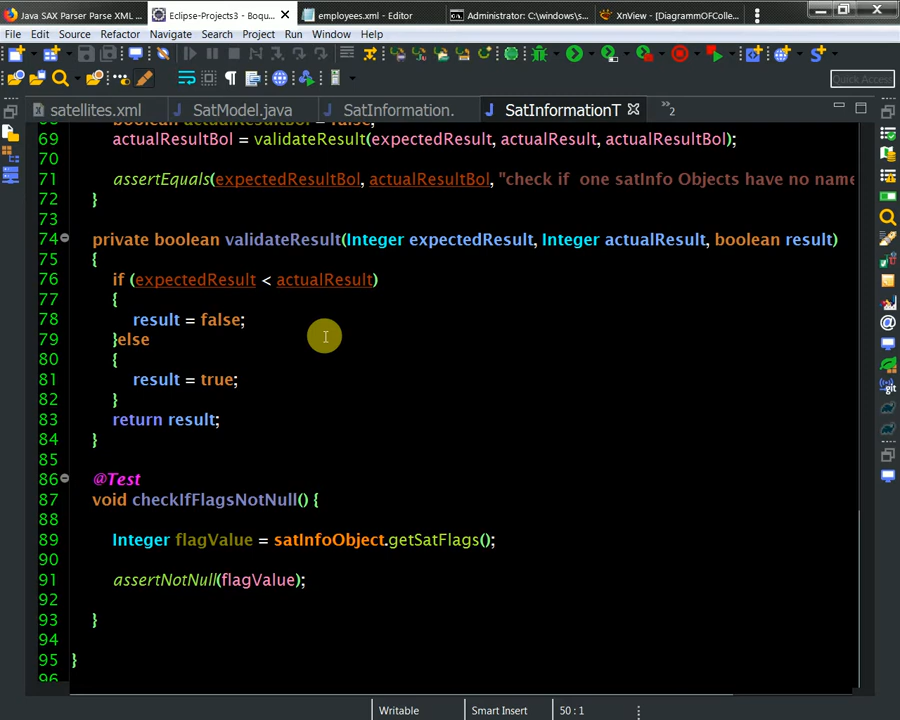 Java SAX Parser Parse XML ...
Eclipse-Projects3 - Boqu...
employees.xml - Editor
Administrator: C:\windows\s...
XnView - [DiagrammOFColle...
File Edit Source Refactor Navigate Search Project Run Window Help
Quick Access
satellites.xml
SatModel.java
SatInformation.
SatInformationT
2
69 actualResultBol = validateResult(expectedResult, actualResult, actualResultBol);
70
71 assertEquals(expectedResultBol, actualResultBol, "check if one satInfo Objects have no name
72 }
73
74 private boolean validateResult(Integer expectedResult, Integer actualResult, boolean result)
75 {
76 if (expectedResult < actualResult)
77 {
78 result = false;
79 }else
80 {
81 result = true;
82 }
83 return result;
84 }
85
86 @Test
87 void checkIfFlagsNotNull() {
88
89 Integer flagValue = satInfoObject.getSatFlags();
90
91 assertNotNull(flagValue);
92
93 }
94
95 }
96
Writable
Smart Insert
50 : 1